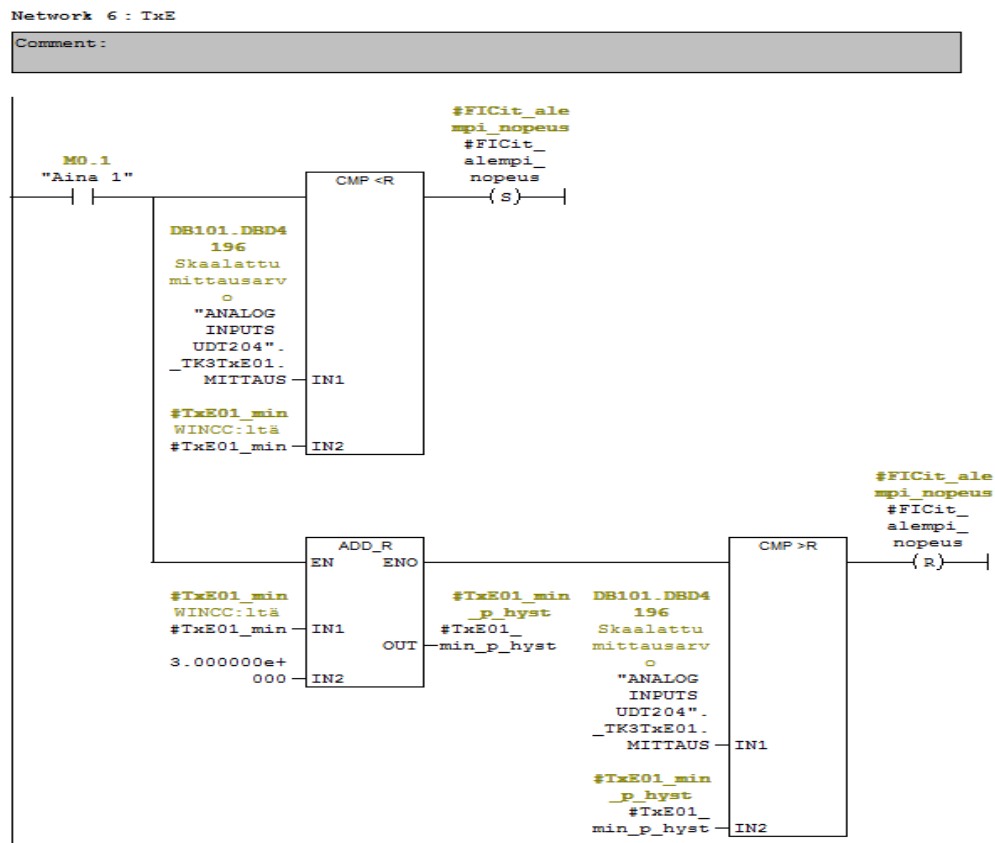 Network 6 : TxE
Comment:
#FICit_ale
mpi_nopeus
#FICit_
alempi_
nopeus
( S )
M0.1
"Aina 1"
CMP <R
DB101.DBD4
196
Skaalattu
mittausarv
o
"ANALOG
INPUTS
UDT204".
_TK3TxE01.
MITTAUS
IN1
#TxE01_min
WINCC:ltä
#TxE01_min
IN2
ADD_R
EN ENO
#TxE01_min
WINCC:ltä
#TxE01_min
IN1
3.000000e+
000
IN2
OUT
#TxE01_min
_p_hyst
#TxE01_
min_p_hyst
CMP >R
DB101.DBD4
196
Skaalattu
mittausarv
o
"ANALOG
INPUTS
UDT204".
_TK3TxE01.
MITTAUS
IN1
#TxE01_min
_p_hyst
#TxE01_
min_p_hyst
IN2
#FICit_ale
mpi_nopeus
#FICit_
alempi_
nopeus
( R )